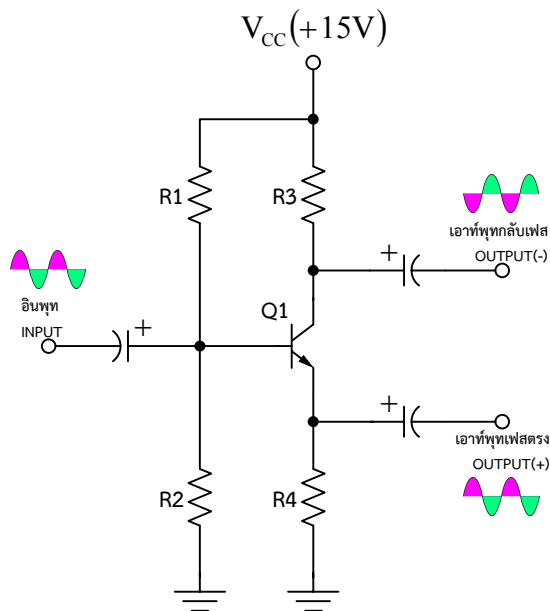 V_CC(+15V)
R1
R3
เอาท์พุทกลับเฟส
OUTPUT(-)
+
Q1
อินพุท
INPUT
+
+
เอาท์พุทเฟสตรง
OUTPUT(+)
R2
R4